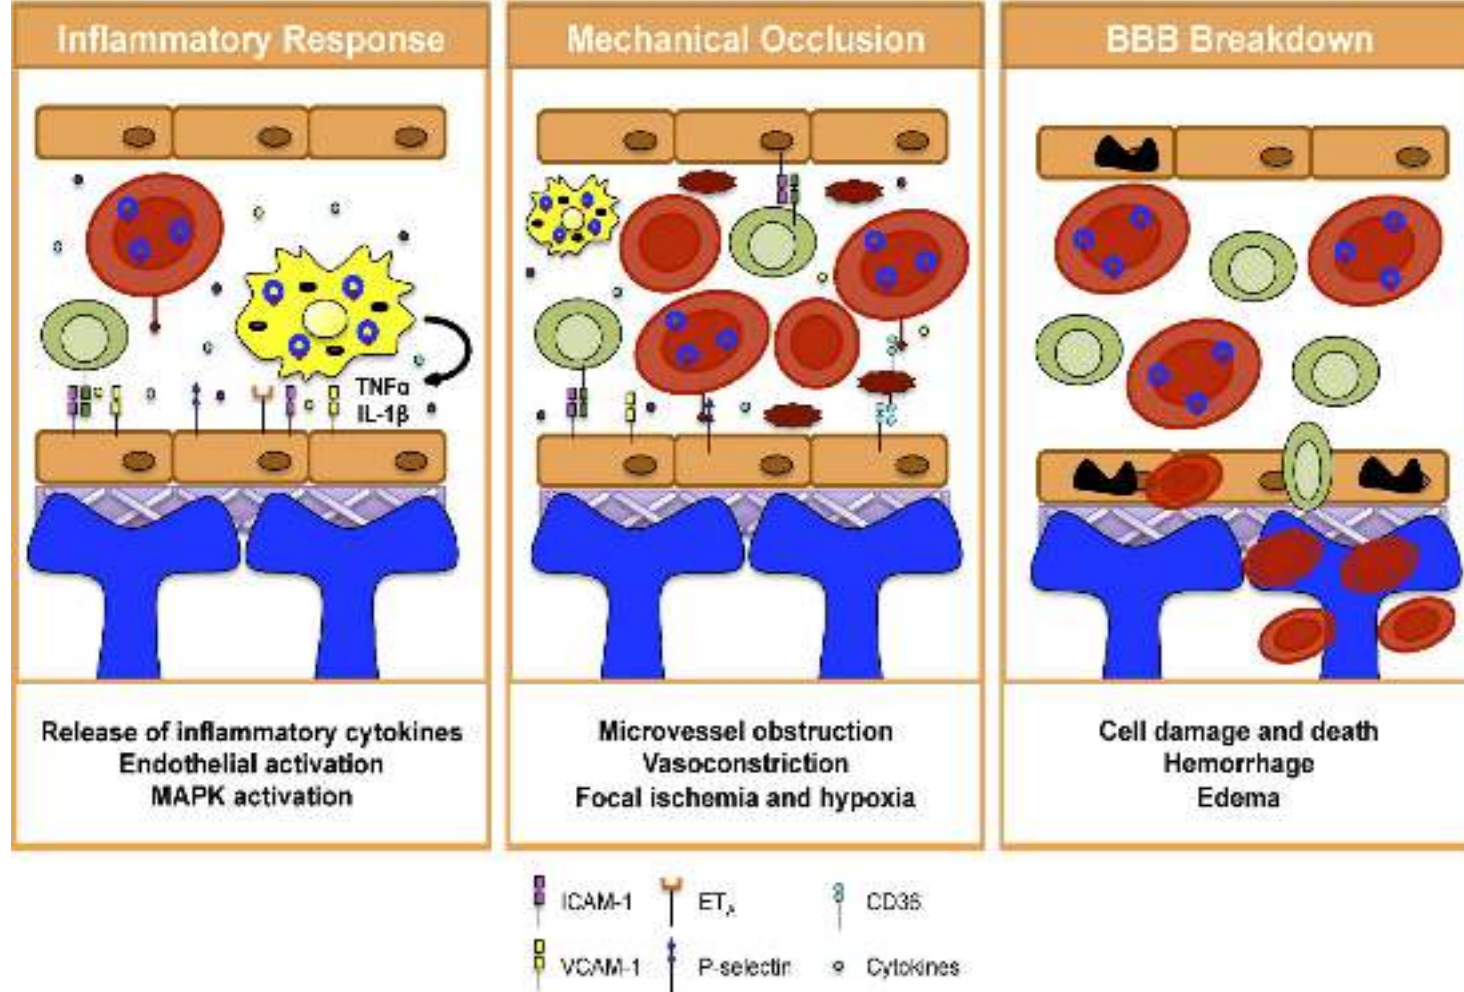 Inflammatory Response
Mechanical Occlusion
BBB Breakdown
TNFα
IL-1β
Release of inflammatory cytokines
Endothelial activation
MAPK activation
Microvessel obstruction
Vasoconstriction
Focal ischemia and hypoxia
Cell damage and death
Hemorrhage
Edema
ICAM-1
ET_A
CD36
VCAM-1
P-selectin
Cytokines